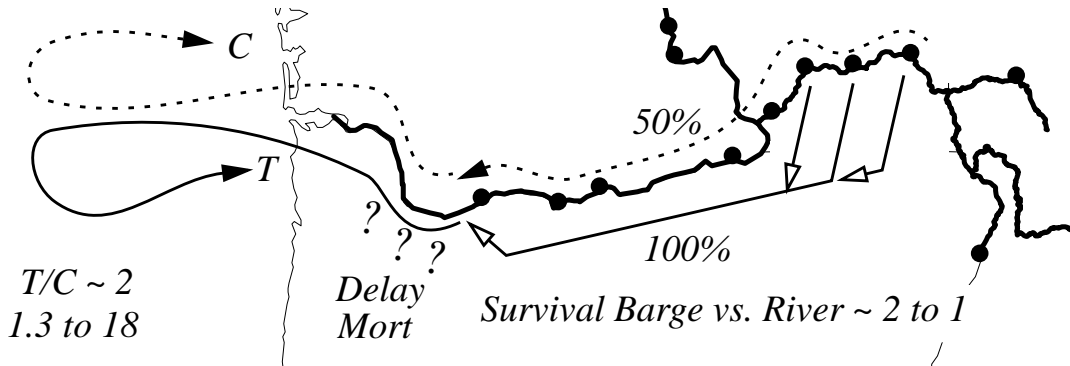 C
50%
T
? ? ?
100%
T/C ~ 2
1.3 to 18
Delay
Mort
Survival Barge vs. River ~ 2 to 1